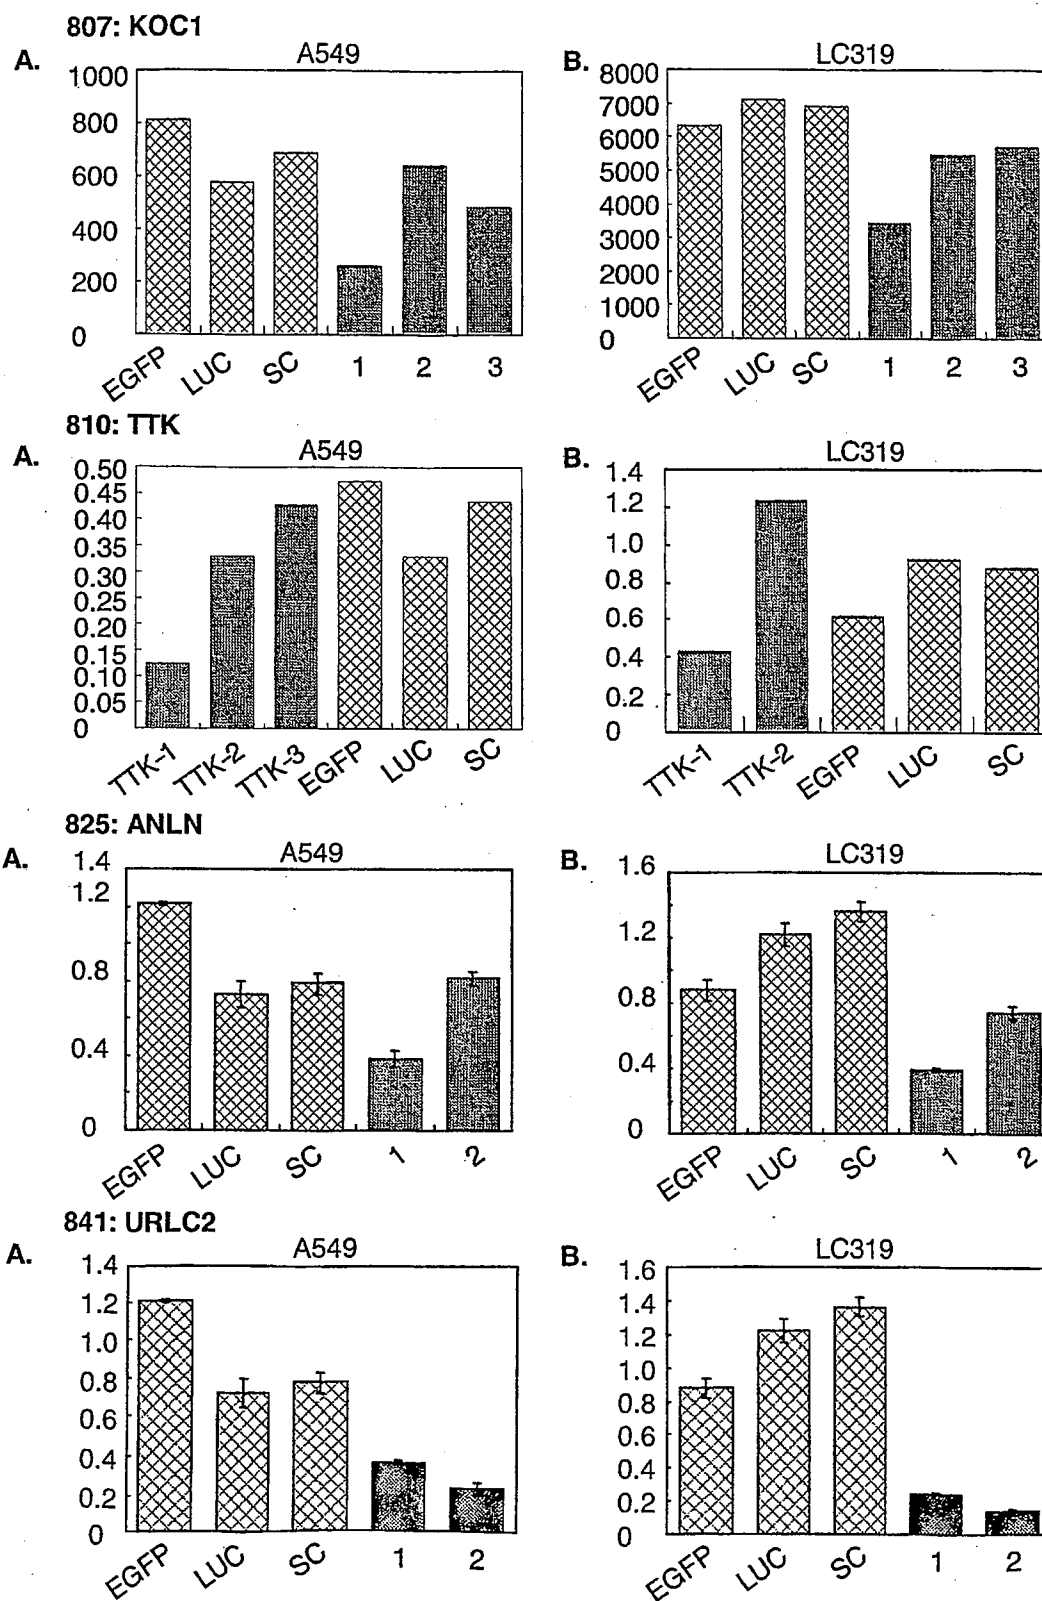 807: KOC1
A.
A549
1000
800
600
400
200
0
EGFP LUC SC 1 2 3
B.
LC319
8000
7000
6000
5000
4000
3000
2000
1000
0
EGFP LUC SC 1 2 3
810: TTK
A.
A549
0.50
0.45
0.40
0.35
0.30
0.25
0.20
0.15
0.10
0.05
0
TTK-1 TTK-2 TTK-3 EGFP LUC SC
B.
LC319
1.4
1.2
1.0
0.8
0.6
0.4
0.2
0
TTK-1 TTK-2 EGFP LUC SC
825: ANLN
A.
A549
1.4
1.2
0.8
0.4
0
EGFP LUC SC 1 2
B.
LC319
1.6
1.2
0.8
0.4
0
EGFP LUC SC 1 2
841: URLC2
A.
A549
1.4
1.2
1.0
0.8
0.6
0.4
0.2
0
EGFP LUC SC 1 2
B.
LC319
1.6
1.4
1.2
1.0
0.8
0.6
0.4
0.2
0
EGFP LUC SC 1 2